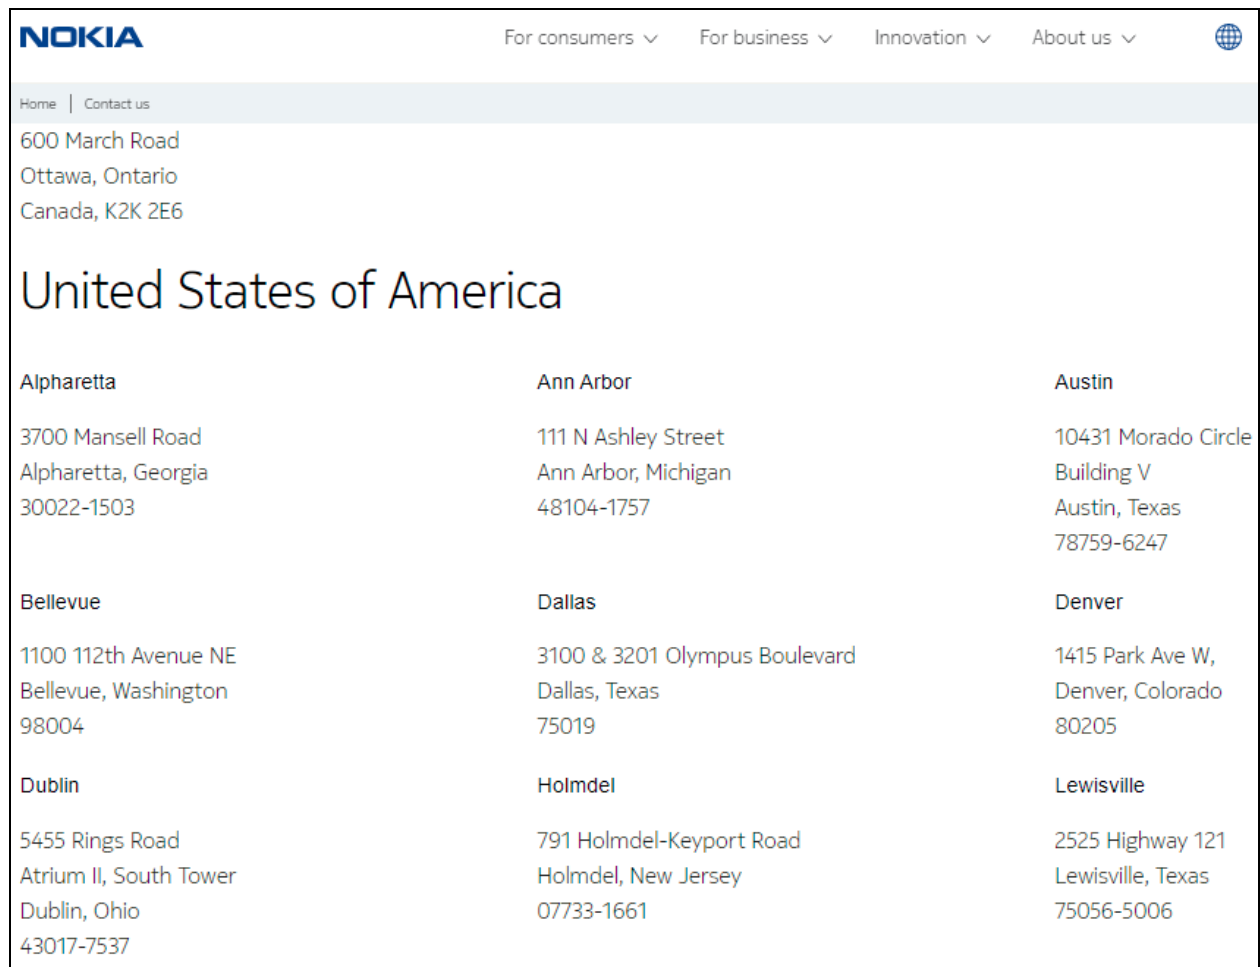 NOKIA
For consumers
For business
Innovation
About us
Home | Contact us
600 March Road
Ottawa, Ontario
Canada, K2K 2E6
United States of America
Alpharetta
3700 Mansell Road
Alpharetta, Georgia
30022-1503
Ann Arbor
111 N Ashley Street
Ann Arbor, Michigan
48104-1757
Austin
10431 Morado Circle
Building V
Austin, Texas
78759-6247
Bellevue
1100 112th Avenue NE
Bellevue, Washington
98004
Dallas
3100 & 3201 Olympus Boulevard
Dallas, Texas
75019
Denver
1415 Park Ave W,
Denver, Colorado
80205
Dublin
5455 Rings Road
Atrium II, South Tower
Dublin, Ohio
43017-7537
Holmdel
791 Holmdel-Keyport Road
Holmdel, New Jersey
07733-1661
Lewisville
2525 Highway 121
Lewisville, Texas
75056-5006